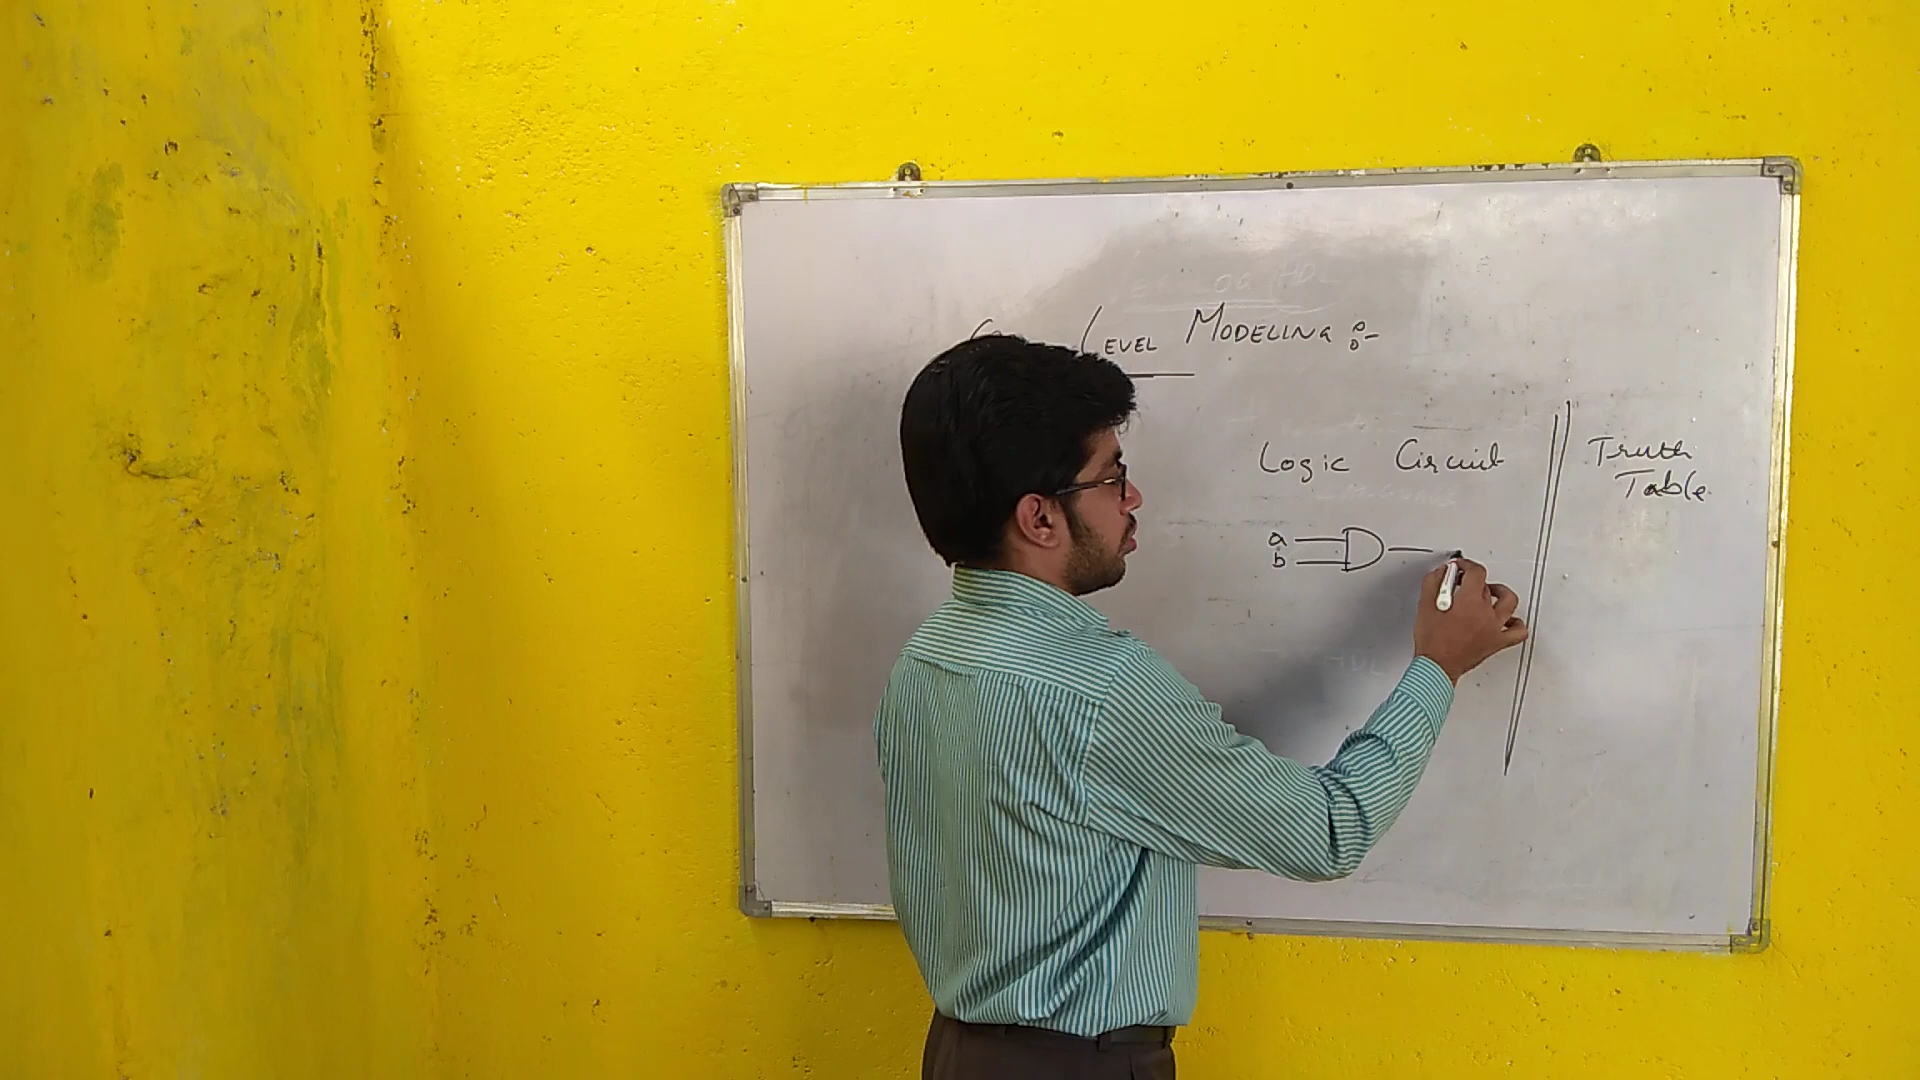 LEVEL MODELING :-
Logic Circuit
Truth
Table
a
b